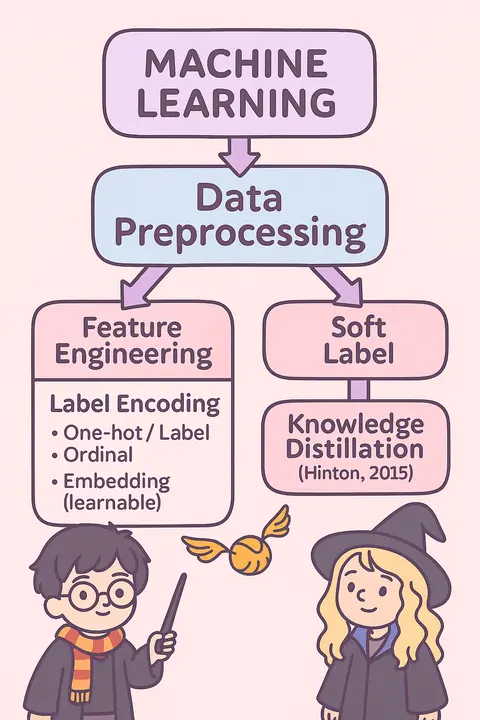 MACHINE
LEARNING
Data
Preprocessing
Feature
Engineering
Label Encoding
• One-hot / Label
• Ordinal
• Embedding
(learnable)
Soft
Label
Knowledge
Distillation
(Hinton, 2015)